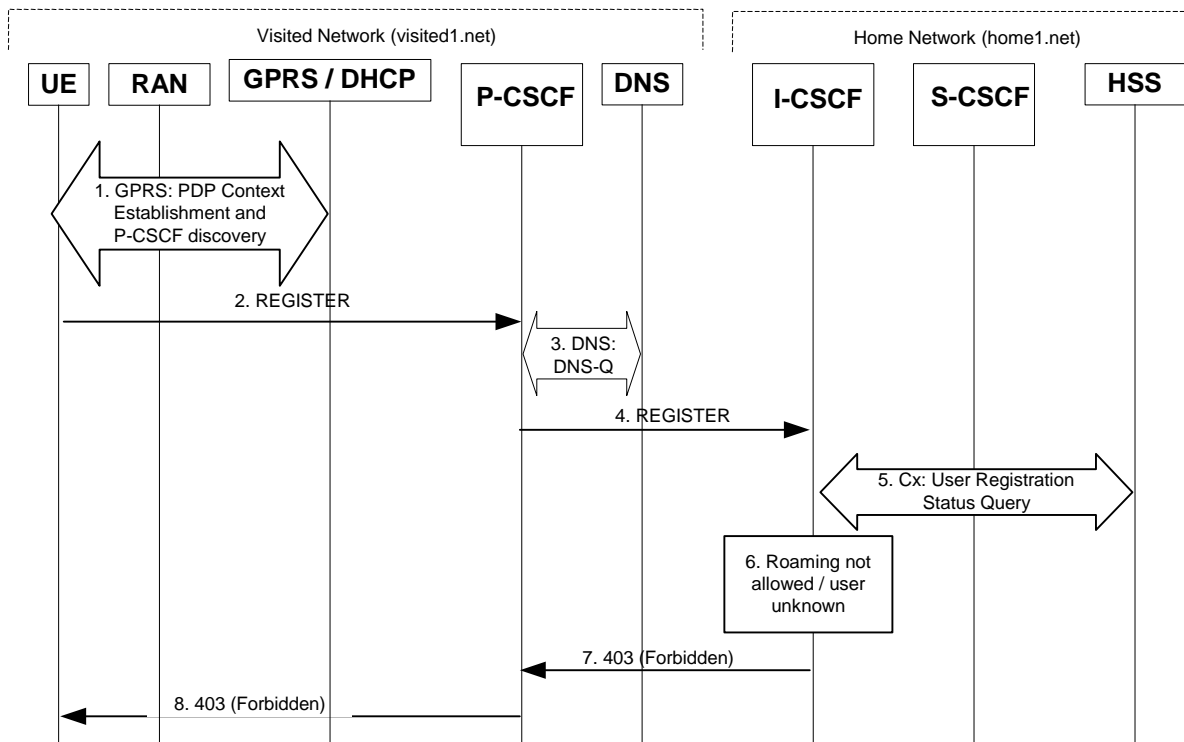 Visited Network (visited1.net)
Home Network (home1.net)
UE
RAN
GPRS / DHCP
P-CSCF
DNS
I-CSCF
S-CSCF
HSS
1. GPRS: PDP Context
Establishment and
P-CSCF discovery
2. REGISTER
3. DNS:
DNS-Q
4. REGISTER
5. Cx: User Registration
Status Query
6. Roaming not
allowed / user
unknown
7. 403 (Forbidden)
8. 403 (Forbidden)